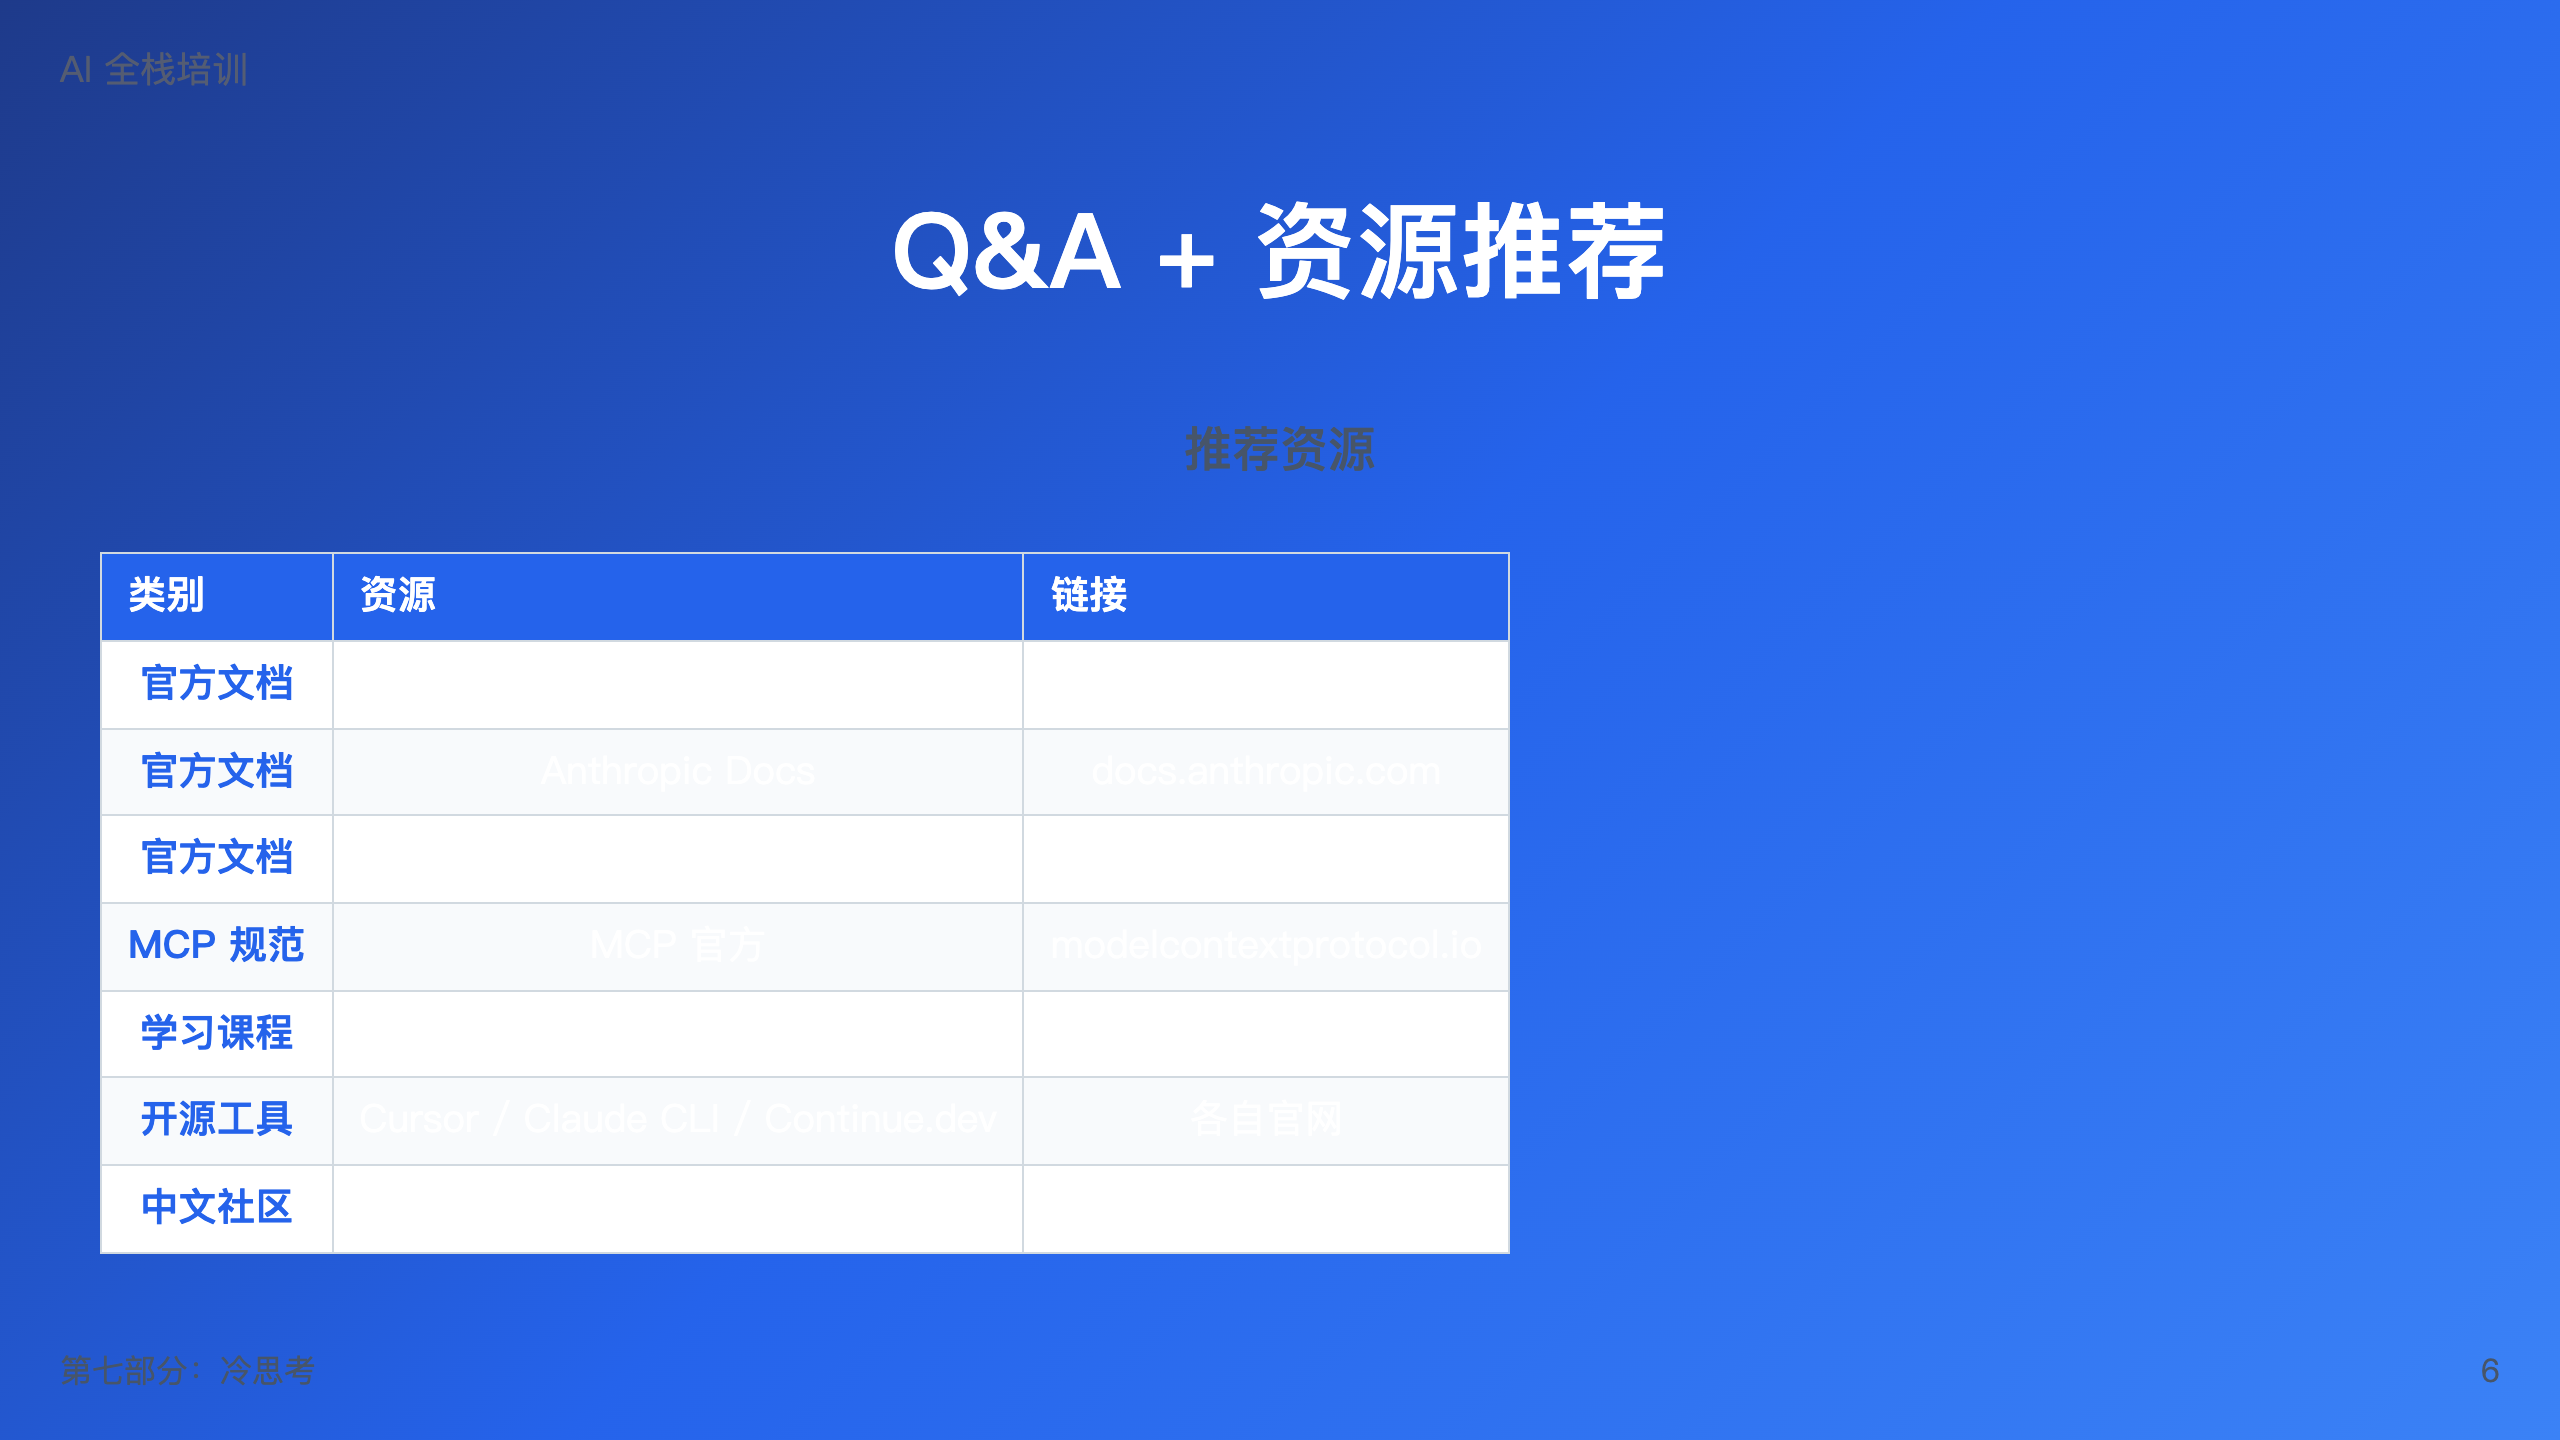 AI 全栈培训
Q&A + 资源推荐
推荐资源
类别 资源 链接
官方文档
官方文档 Anthropic Docs docs.anthropic.com
官方文档
MCP 规范 MCP 官方 modelcontextprotocol.io
学习课程
开源工具 Cursor / Claude CLI / Continue.dev 各自官网
中文社区
第七部分：冷思考 6